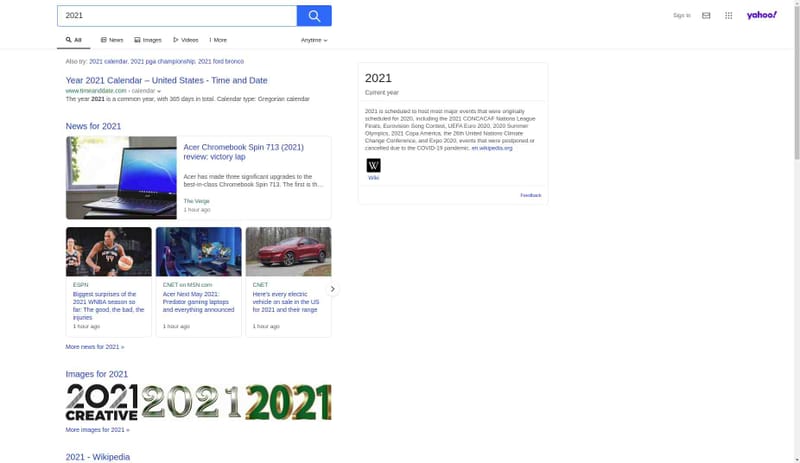 2021
Sign In
yahoo!
All
News
Images
Videos
More
Anytime
Also try: 2021 calendar, 2021 pga championship, 2021 ford bronco
Year 2021 Calendar – United States - Time and Date
www.timeanddate.com › calendar
The year 2021 is a common year, with 365 days in total. Calendar type: Gregorian calendar
News for 2021
Acer Chromebook Spin 713 (2021)
review: victory lap
Acer has made three significant upgrades to the
best-in-class Chromebook Spin 713. The first is th...
The Verge
1 hour ago
ESPN
Biggest surprises of the
2021 WNBA season so
far: The good, the bad, the
injuries
1 hour ago
CNET on MSN.com
Acer Next May 2021:
Predator gaming laptops
and everything announced
1 hour ago
CNET
Here's every electric
vehicle on sale in the US
for 2021 and their range
1 hour ago
More news for 2021 »
Images for 2021
2021
CREATIVE
2021
2021
More images for 2021 »
2021 - Wikipedia
2021
Current year
2021 is scheduled to host most major events that were originally
scheduled for 2020, including the 2021 CONCACAF Nations League
Finals, Eurovision Song Contest, UEFA Euro 2020, 2020 Summer
Olympics, 2021 Copa America, the 26th United Nations Climate
Change Conference, and Expo 2020, events that were postponed or
cancelled due to the COVID-19 pandemic. en.wikipedia.org
W
Wiki
Feedback